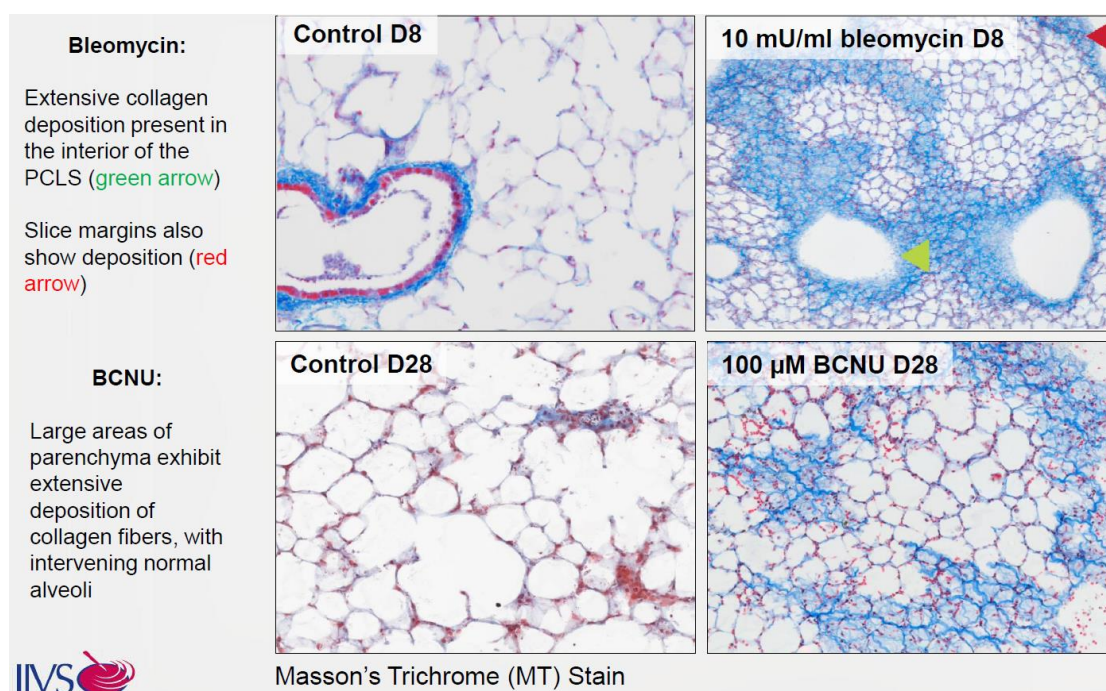 Bleomycin:
Extensive collagen
deposition present in
the interior of the
PCLS (green arrow)
Slice margins also
show deposition (red
arrow)
BCNU:
Large areas of
parenchyma exhibit
extensive
deposition of
collagen fibers, with
intervening normal
alveoli
Control D8
10 mU/ml bleomycin D8
Control D28
100 µM BCNU D28
Masson's Trichrome (MT) Stain
IIVS